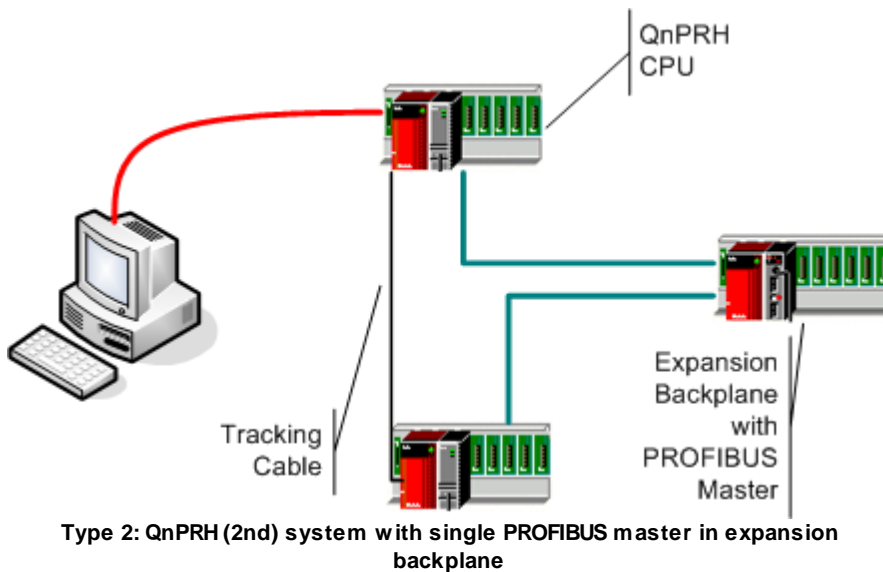 QnPRH
CPU
Tracking
Cable
Expansion
Backplane
with
PROFIBUS
Master
Type 2: QnPRH (2nd) system with single PROFIBUS master in expansion
backplane